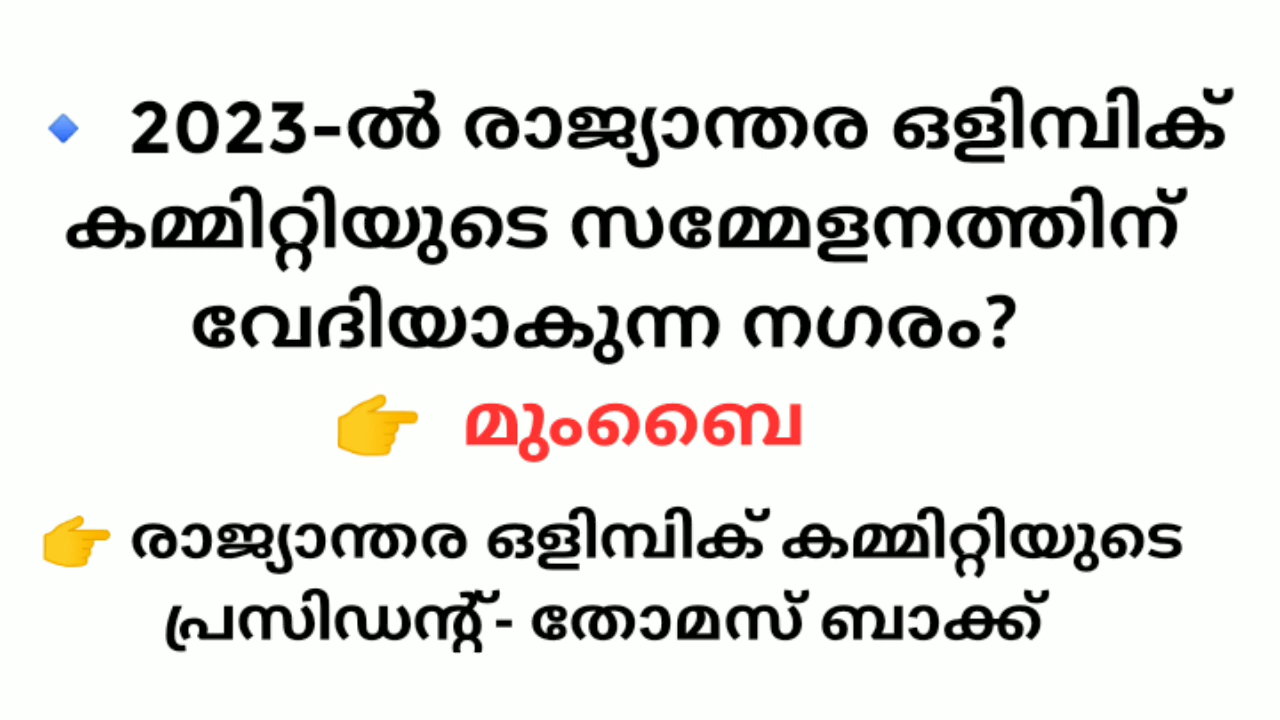 🔹 2023-ൽ രാജ്യാന്തര ഒളിമ്പിക്
കമ്മിറ്റിയുടെ സമ്മേളനത്തിന്
വേദിയാകുന്ന നഗരം?
👉 മുംബൈ
👉 രാജ്യാന്തര ഒളിമ്പിക് കമ്മിറ്റിയുടെ
പ്രസിഡന്റ്- തോമസ് ബാക്ക്